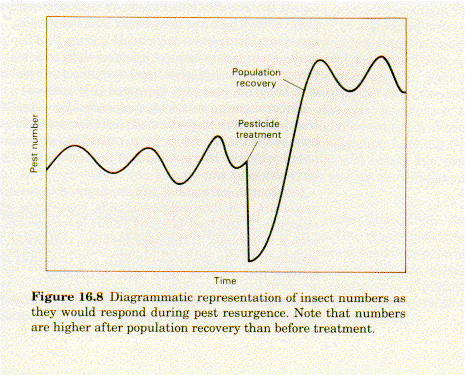 Population
recovery
Pesticide
treatment
Pest number
Time
Figure 16.8 Diagrammatic representation of insect numbers as
they would respond during pest resurgence. Note that numbers
are higher after population recovery than before treatment.